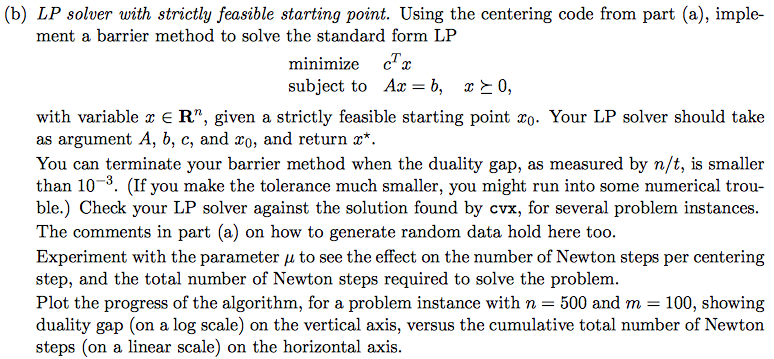 (b) LP solver with strictly feasible starting point. Using the centering code from part (a), imple-
ment a barrier method to solve the standard form LP
minimize cᵀx
subject to Ax = b, x ⪰ 0,
with variable x ∈ Rⁿ, given a strictly feasible starting point x₀. Your LP solver should take
as argument A, b, c, and x₀, and return x⋆.
You can terminate your barrier method when the duality gap, as measured by n/t, is smaller
than 10⁻³. (If you make the tolerance much smaller, you might run into some numerical trou-
ble.) Check your LP solver against the solution found by cvx, for several problem instances.
The comments in part (a) on how to generate random data hold here too.
Experiment with the parameter μ to see the effect on the number of Newton steps per centering
step, and the total number of Newton steps required to solve the problem.
Plot the progress of the algorithm, for a problem instance with n = 500 and m = 100, showing
duality gap (on a log scale) on the vertical axis, versus the cumulative total number of Newton
steps (on a linear scale) on the horizontal axis.